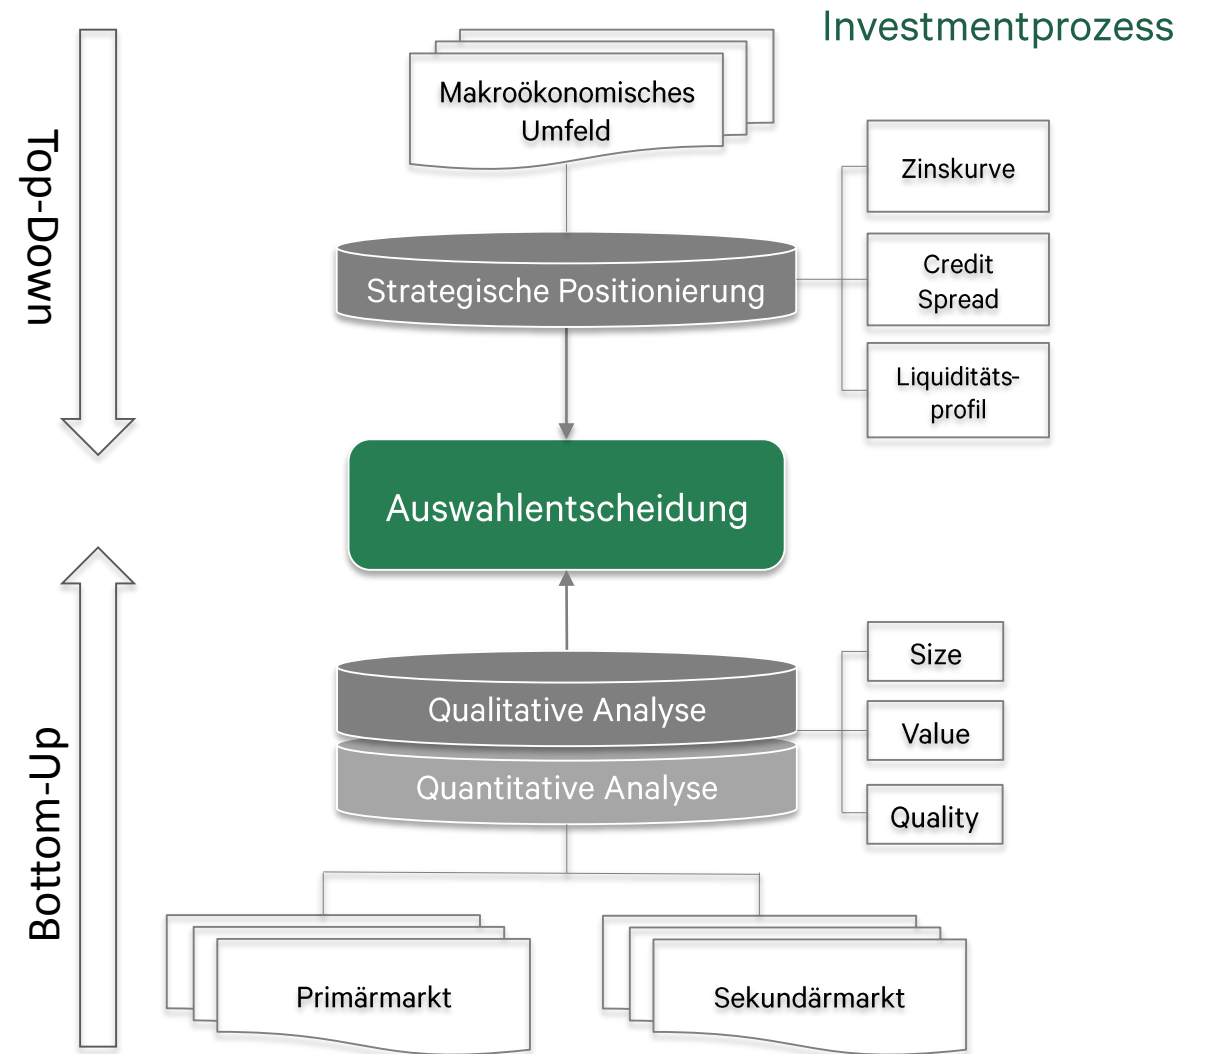 Investmentprozess
Top-Down
Makroökonomisches
Umfeld
Zinskurve
Strategische Positionierung
Credit
Spread
Liquiditäts-
profil
Auswahlentscheidung
Bottom-Up
Qualitative Analyse
Quantitative Analyse
Size
Value
Quality
Primärmarkt
Sekundärmarkt